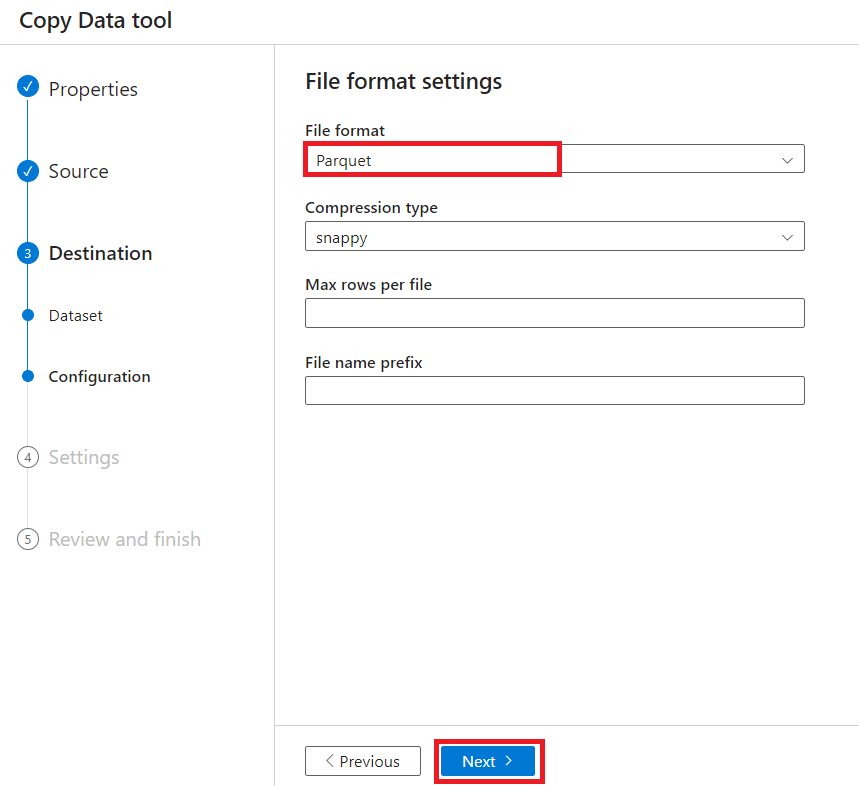 Copy Data tool
Properties
Source
3 Destination
Dataset
Configuration
4 Settings
5 Review and finish
File format settings
File format
Parquet
Compression type
snappy
Max rows per file
File name prefix
Previous
Next